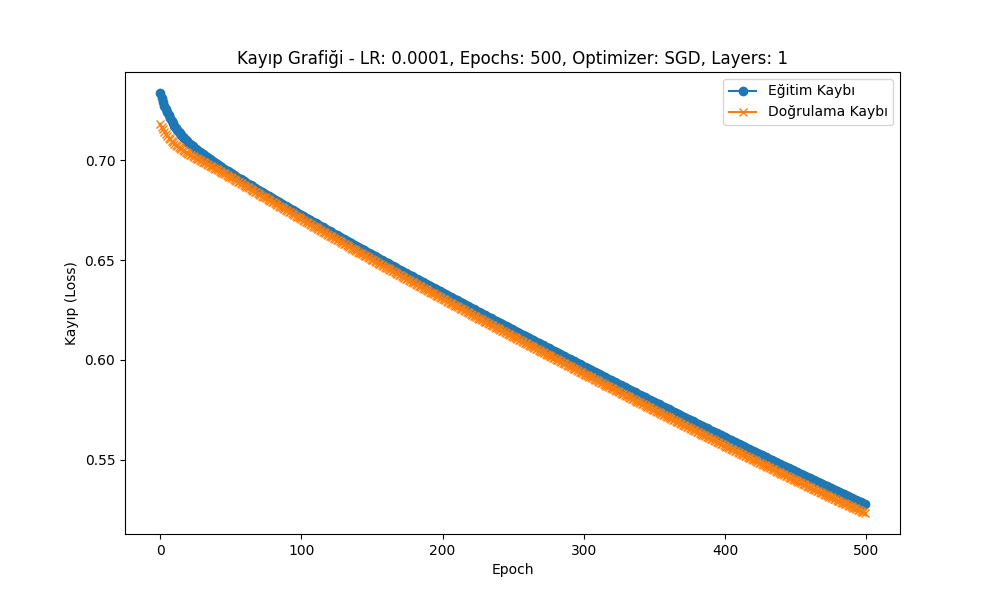 Kayıp Grafiği - LR: 0.0001, Epochs: 500, Optimizer: SGD, Layers: 1
Eğitim Kaybı
Doğrulama Kaybı
Kayıp (Loss)
0.70
0.65
0.60
0.55
0 100 200 300 400 500
Epoch